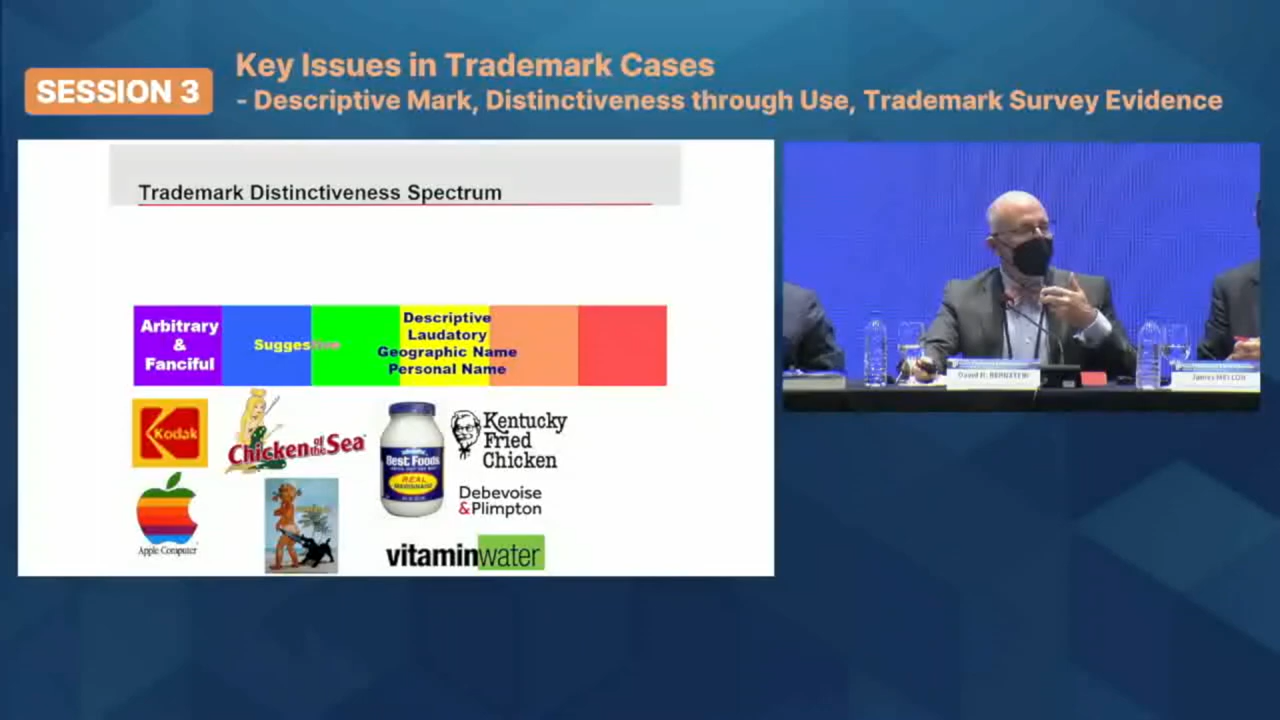 SESSION 3
Key Issues in Trademark Cases
- Descriptive Mark, Distinctiveness through Use, Trademark Survey Evidence
Trademark Distinctiveness Spectrum
Arbitrary
&
Fanciful
Suggestive
Descriptive
Laudatory
Geographic Name
Personal Name
Kodak
Chicken of the Sea
Best Foods
REAL
MAYONNAISE
Kentucky
Fried
Chicken
Apple Computer
Debevoise
&Plimpton
vitaminwater
David H. BERNSTEIN
James MELLOR